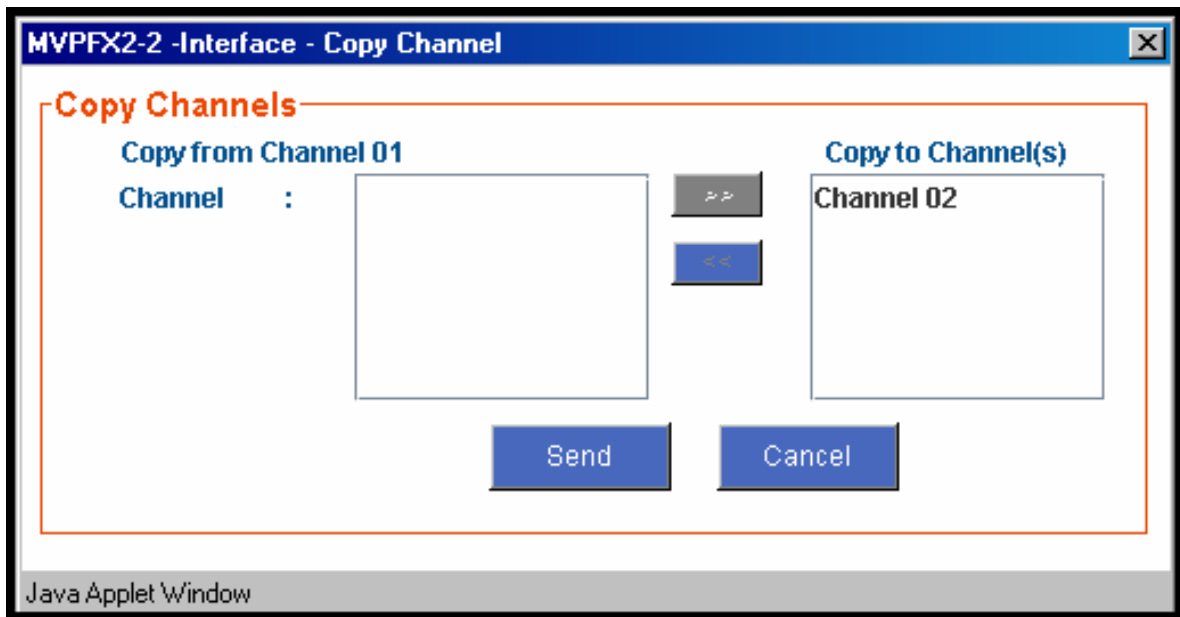 MVPFX2-2 -Interface - Copy Channel
Copy Channels
Copy from Channel 01
Copy to Channel(s)
Channel :
>>
Channel 02
<<
Send
Cancel
Java Applet Window